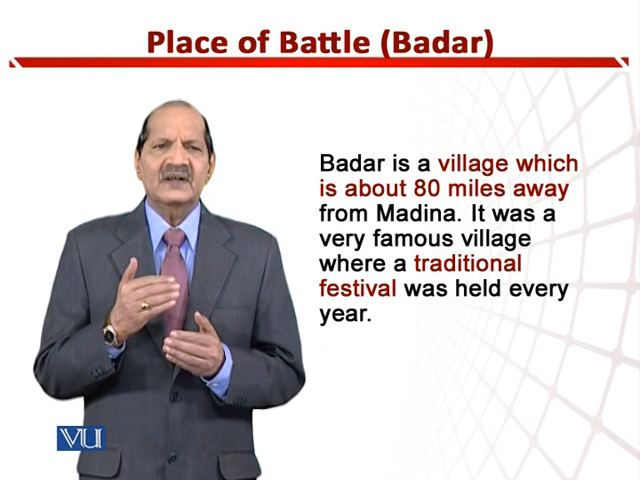 Place of Battle (Badar)
Badar is a village which
is about 80 miles away
from Madina. It was a
very famous village
where a traditional
festival was held every
year.
VU